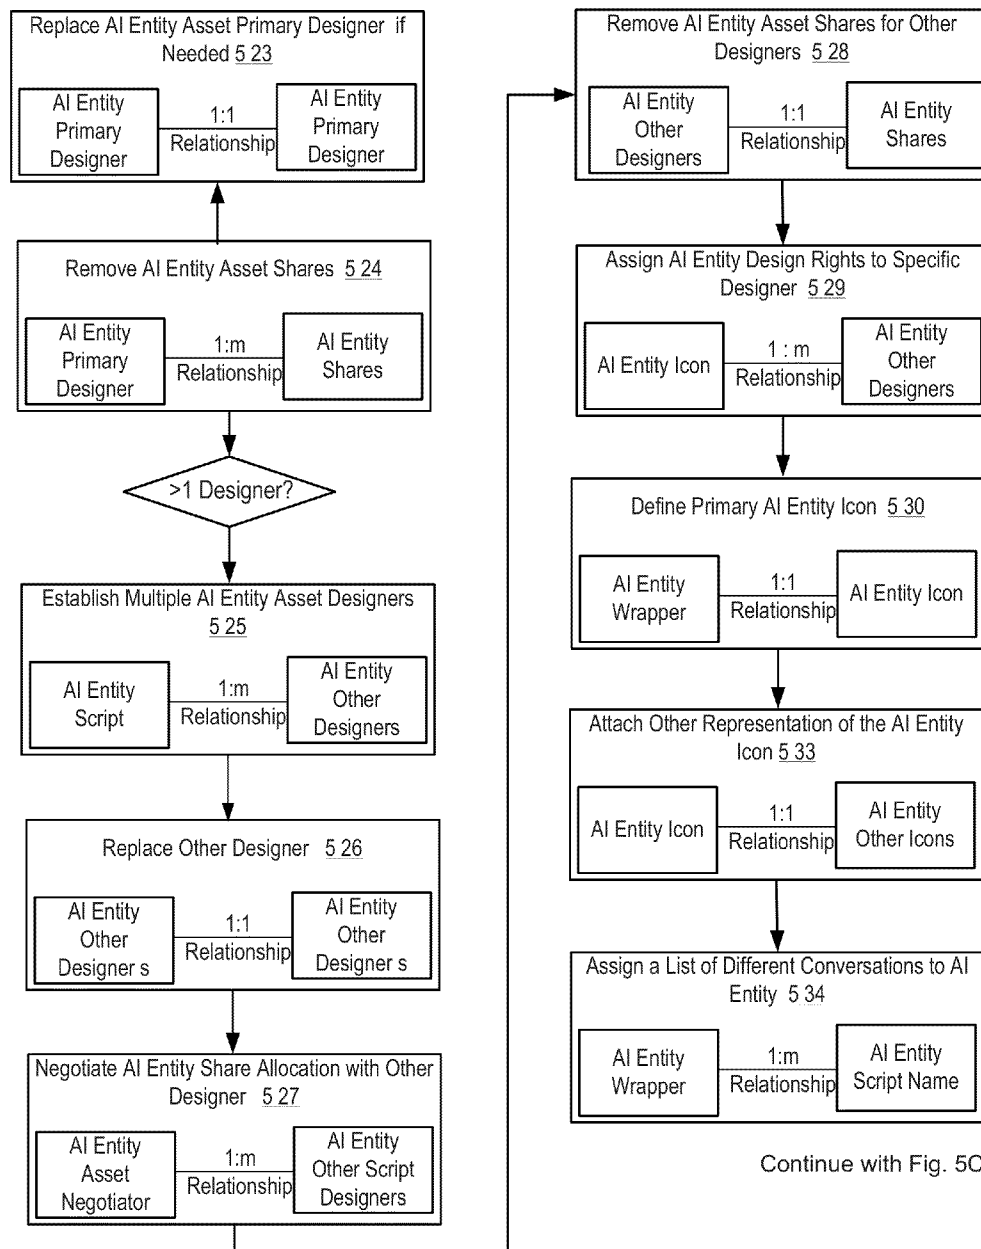 Replace AI Entity Asset Primary Designer if
Needed 5 23
AI Entity
Primary
Designer
1:1
Relationship
AI Entity
Primary
Designer
Remove AI Entity Asset Shares 5 24
AI Entity
Primary
Designer
1:m
Relationship
AI Entity
Shares
>1 Designer?
Establish Multiple AI Entity Asset Designers
5 25
AI Entity
Script
1:m
Relationship
AI Entity
Other
Designers
Replace Other Designer 5 26
AI Entity
Other
Designer s
1:1
Relationship
AI Entity
Other
Designer s
Negotiate AI Entity Share Allocation with Other
Designer 5 27
AI Entity
Asset
Negotiator
1:m
Relationship
AI Entity
Other Script
Designers
Remove AI Entity Asset Shares for Other
Designers 5 28
AI Entity
Other
Designers
1:1
Relationship
AI Entity
Shares
Assign AI Entity Design Rights to Specific
Designer 5 29
AI Entity Icon
1 : m
Relationship
AI Entity
Other
Designers
Define Primary AI Entity Icon 5 30
AI Entity
Wrapper
1:1
Relationship
AI Entity Icon
Attach Other Representation of the AI Entity
Icon 5 33
AI Entity Icon
1:1
Relationship
AI Entity
Other Icons
Assign a List of Different Conversations to AI
Entity 5 34
AI Entity
Wrapper
1:m
Relationship
AI Entity
Script Name
Continue with Fig. 5C